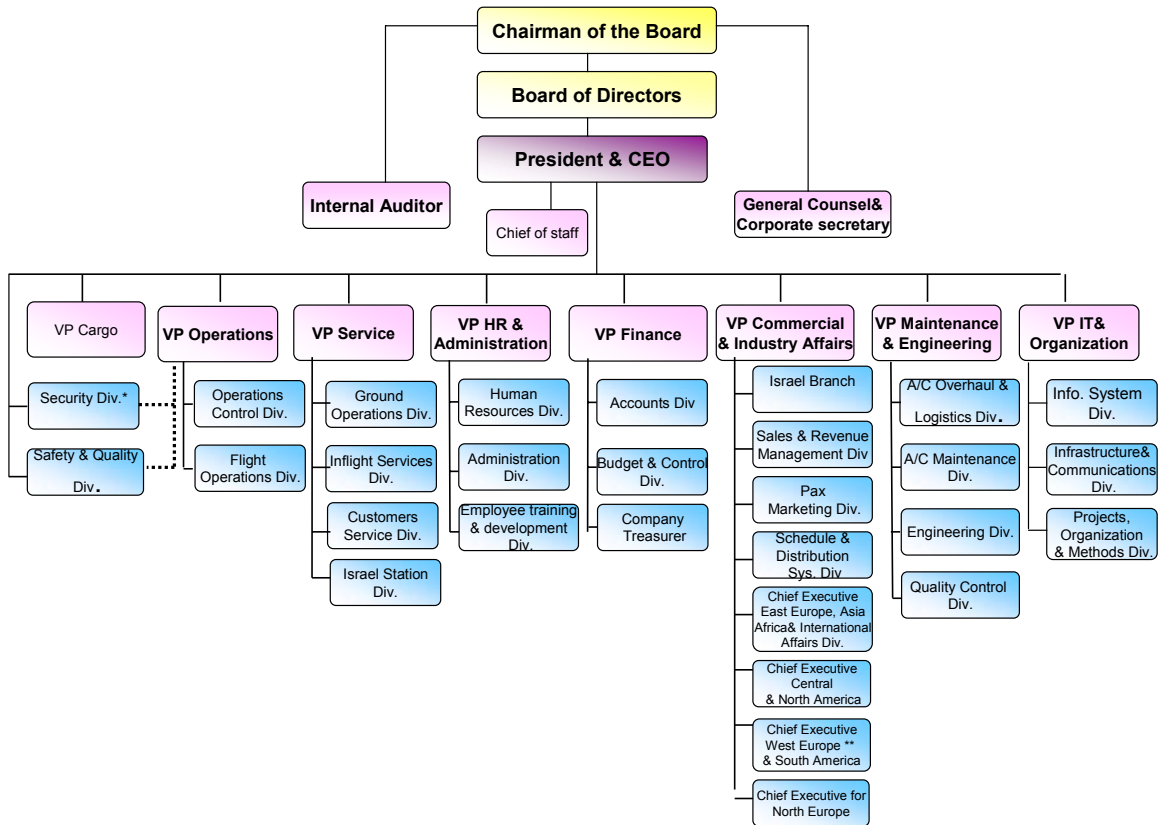 Chairman of the Board
Board of Directors
President & CEO
Internal Auditor
General Counsel&
Corporate secretary
Chief of staff
VP Cargo
VP Operations
VP Service
VP HR &
Administration
VP Finance
VP Commercial
& Industry Affairs
VP Maintenance
& Engineering
VP IT&
Organization
Security Div.*
Safety & Quality
Div.
Operations
Control Div.
Flight
Operations Div.
Ground
Operations Div.
Inflight Services
Div.
Customers
Service Div.
Israel Station
Div.
Human
Resources Div.
Administration
Div.
Employee training
& development
Div.
Accounts Div
Budget & Control
Div.
Company
Treasurer
Israel Branch
Sales & Revenue
Management Div
Pax
Marketing Div.
Schedule &
Distribution
Sys. Div
Chief Executive
East Europe, Asia
Africa& International
Affairs Div.
Chief Executive
Central
& North America
Chief Executive
West Europe **
& South America
Chief Executive for
North Europe
A/C Overhaul &
Logistics Div.
A/C Maintenance
Div.
Engineering Div.
Quality Control
Div.
Info. System
Div.
Infrastructure&
Communications
Div.
Projects,
Organization
& Methods Div.